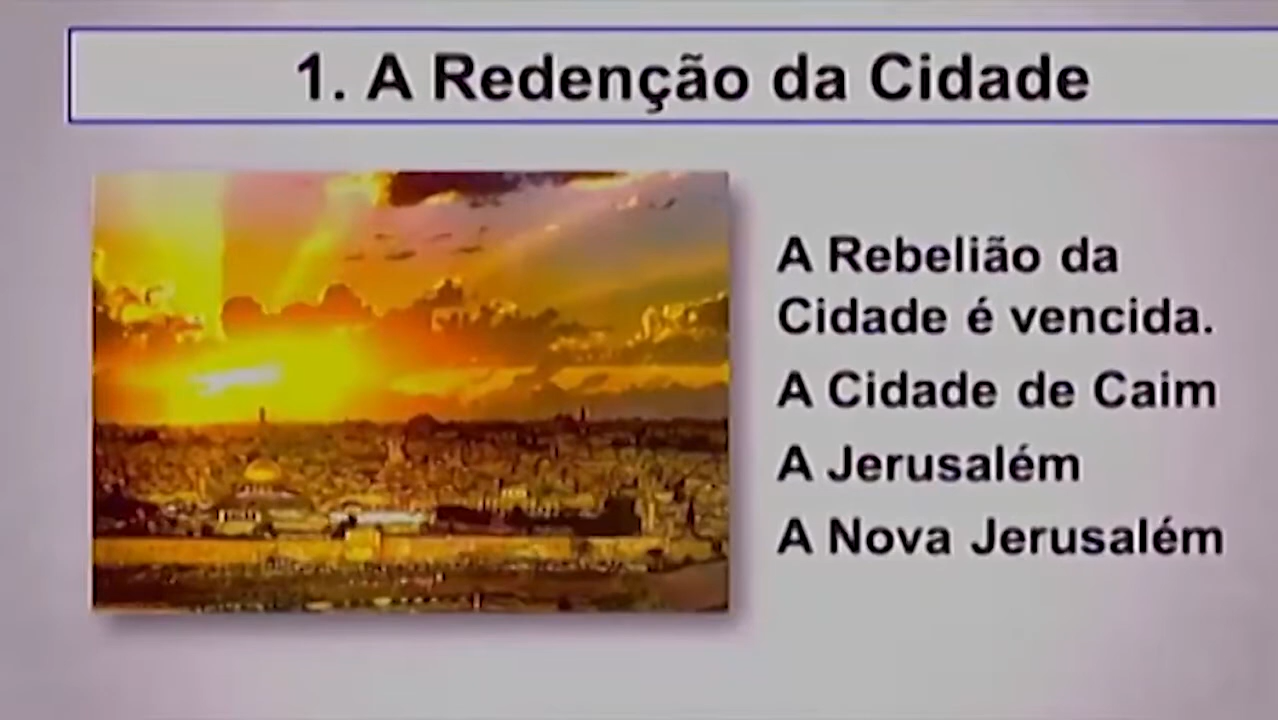 1. A Redenção da Cidade
A Rebelião da
Cidade é vencida.
A Cidade de Caim
A Jerusalém
A Nova Jerusalém